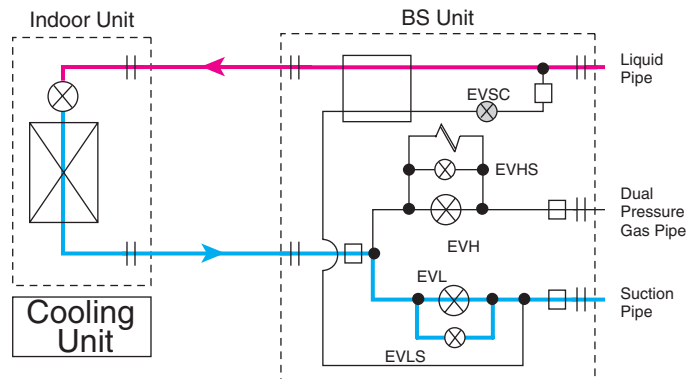 Indoor Unit
BS Unit
Liquid
Pipe
EVSC
EVHS
Dual
Pressure
Gas Pipe
EVH
EVL
Suction
Pipe
Cooling
Unit
EVLS